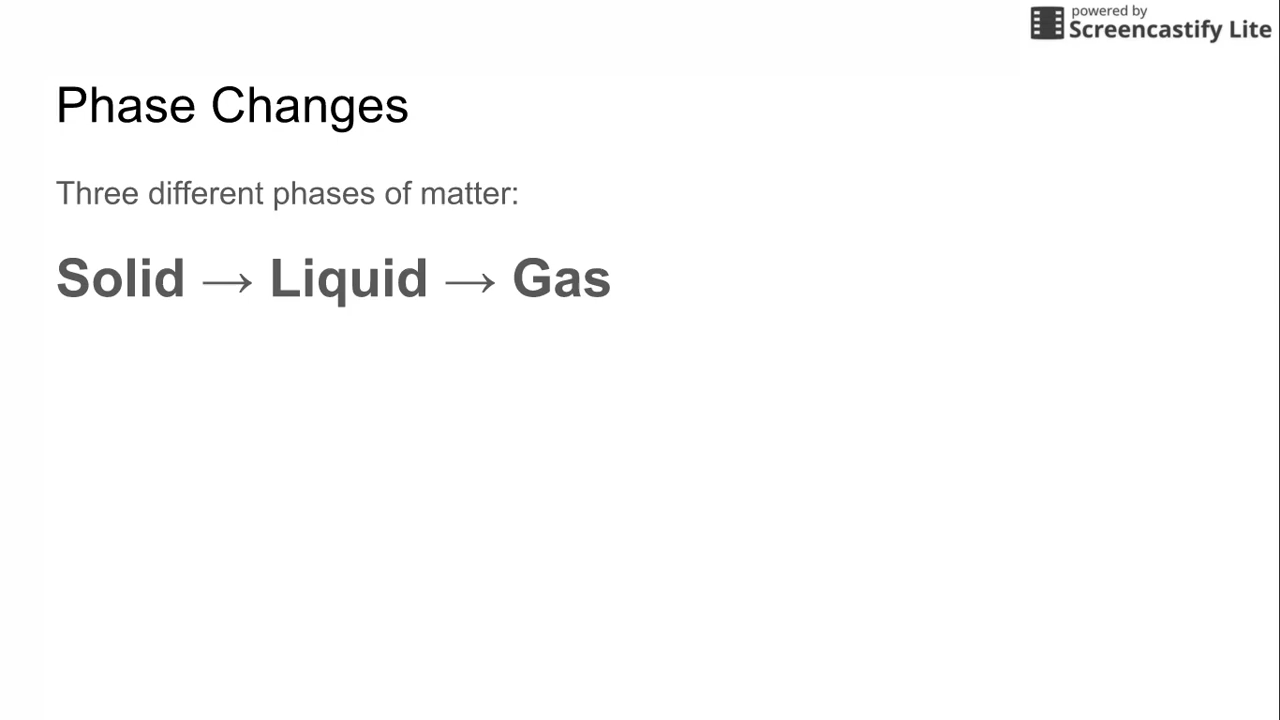 powered by
Screencastify Lite
Phase Changes
Three different phases of matter:
Solid → Liquid → Gas